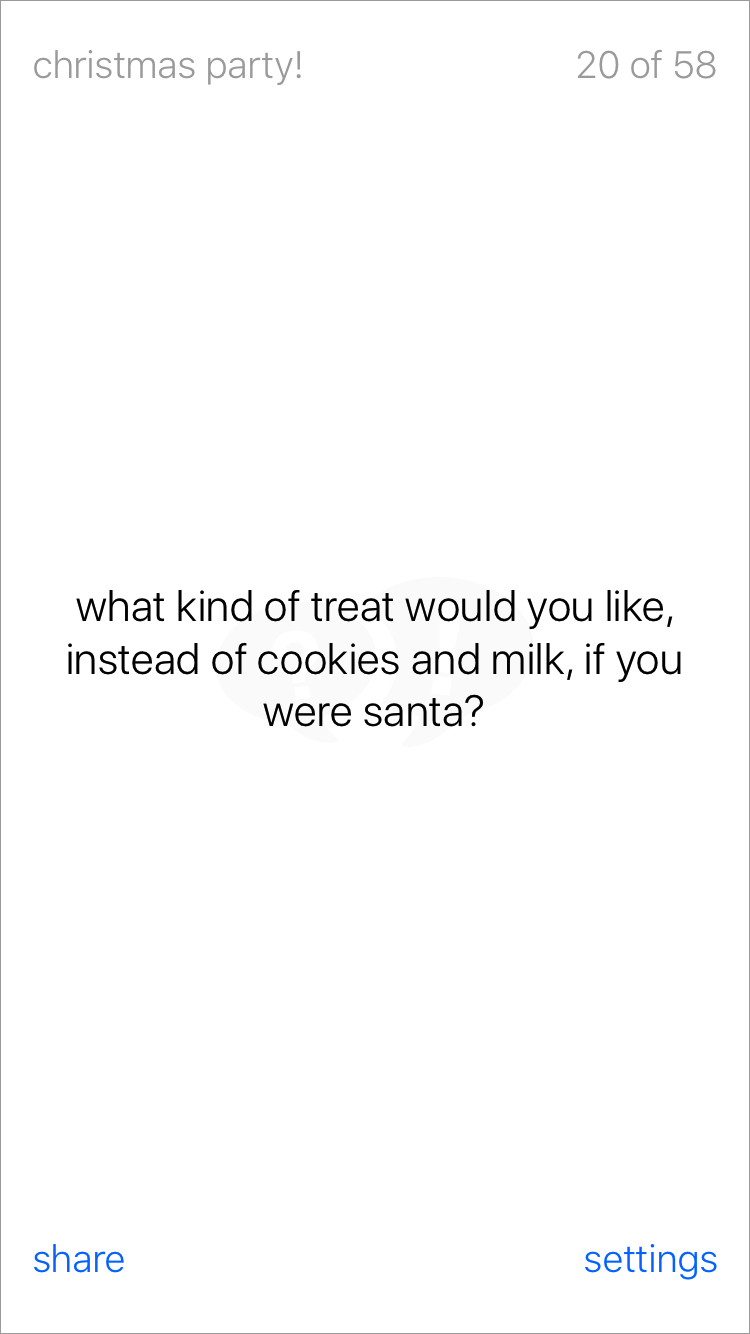 christmas party!
20 of 58
what kind of treat would you like,
instead of cookies and milk, if you
were santa?
share
settings